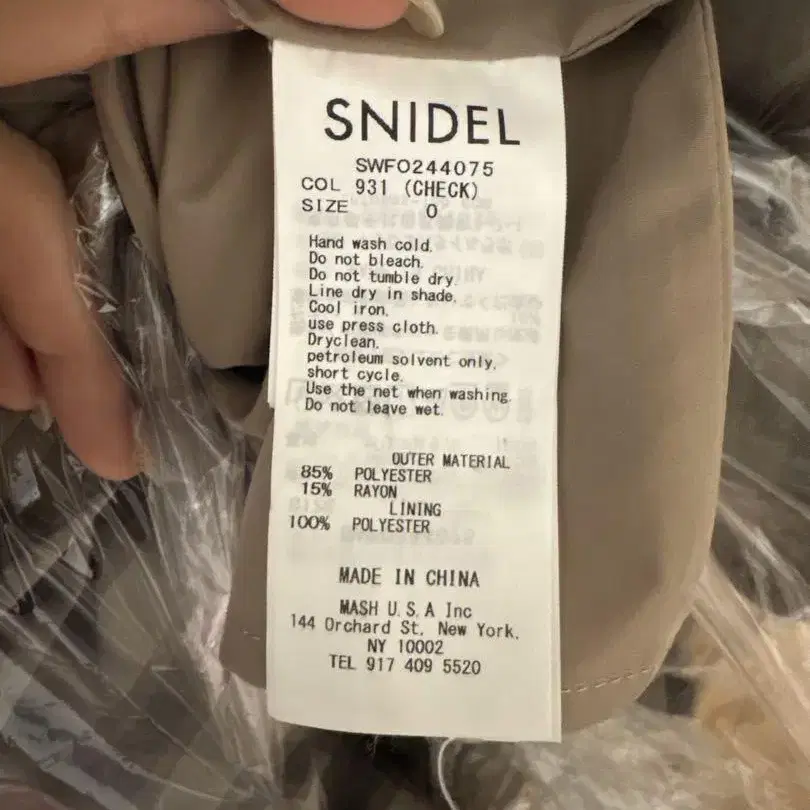 SNIDEL
SWFO244075
COL 931 (CHECK)
SIZE 0
Hand wash cold.
Do not bleach.
Do not tumble dry.
Line dry in shade.
Cool iron.
use press cloth.
Dryclean.
petroleum solvent only.
short cycle.
Use the net when washing.
Do not leave wet.
OUTER MATERIAL
85% POLYESTER
15% RAYON
LINING
100% POLYESTER
MADE IN CHINA
MASH U.S.A Inc
144 Orchard St. New York.
NY 10002
TEL 917 409 5520